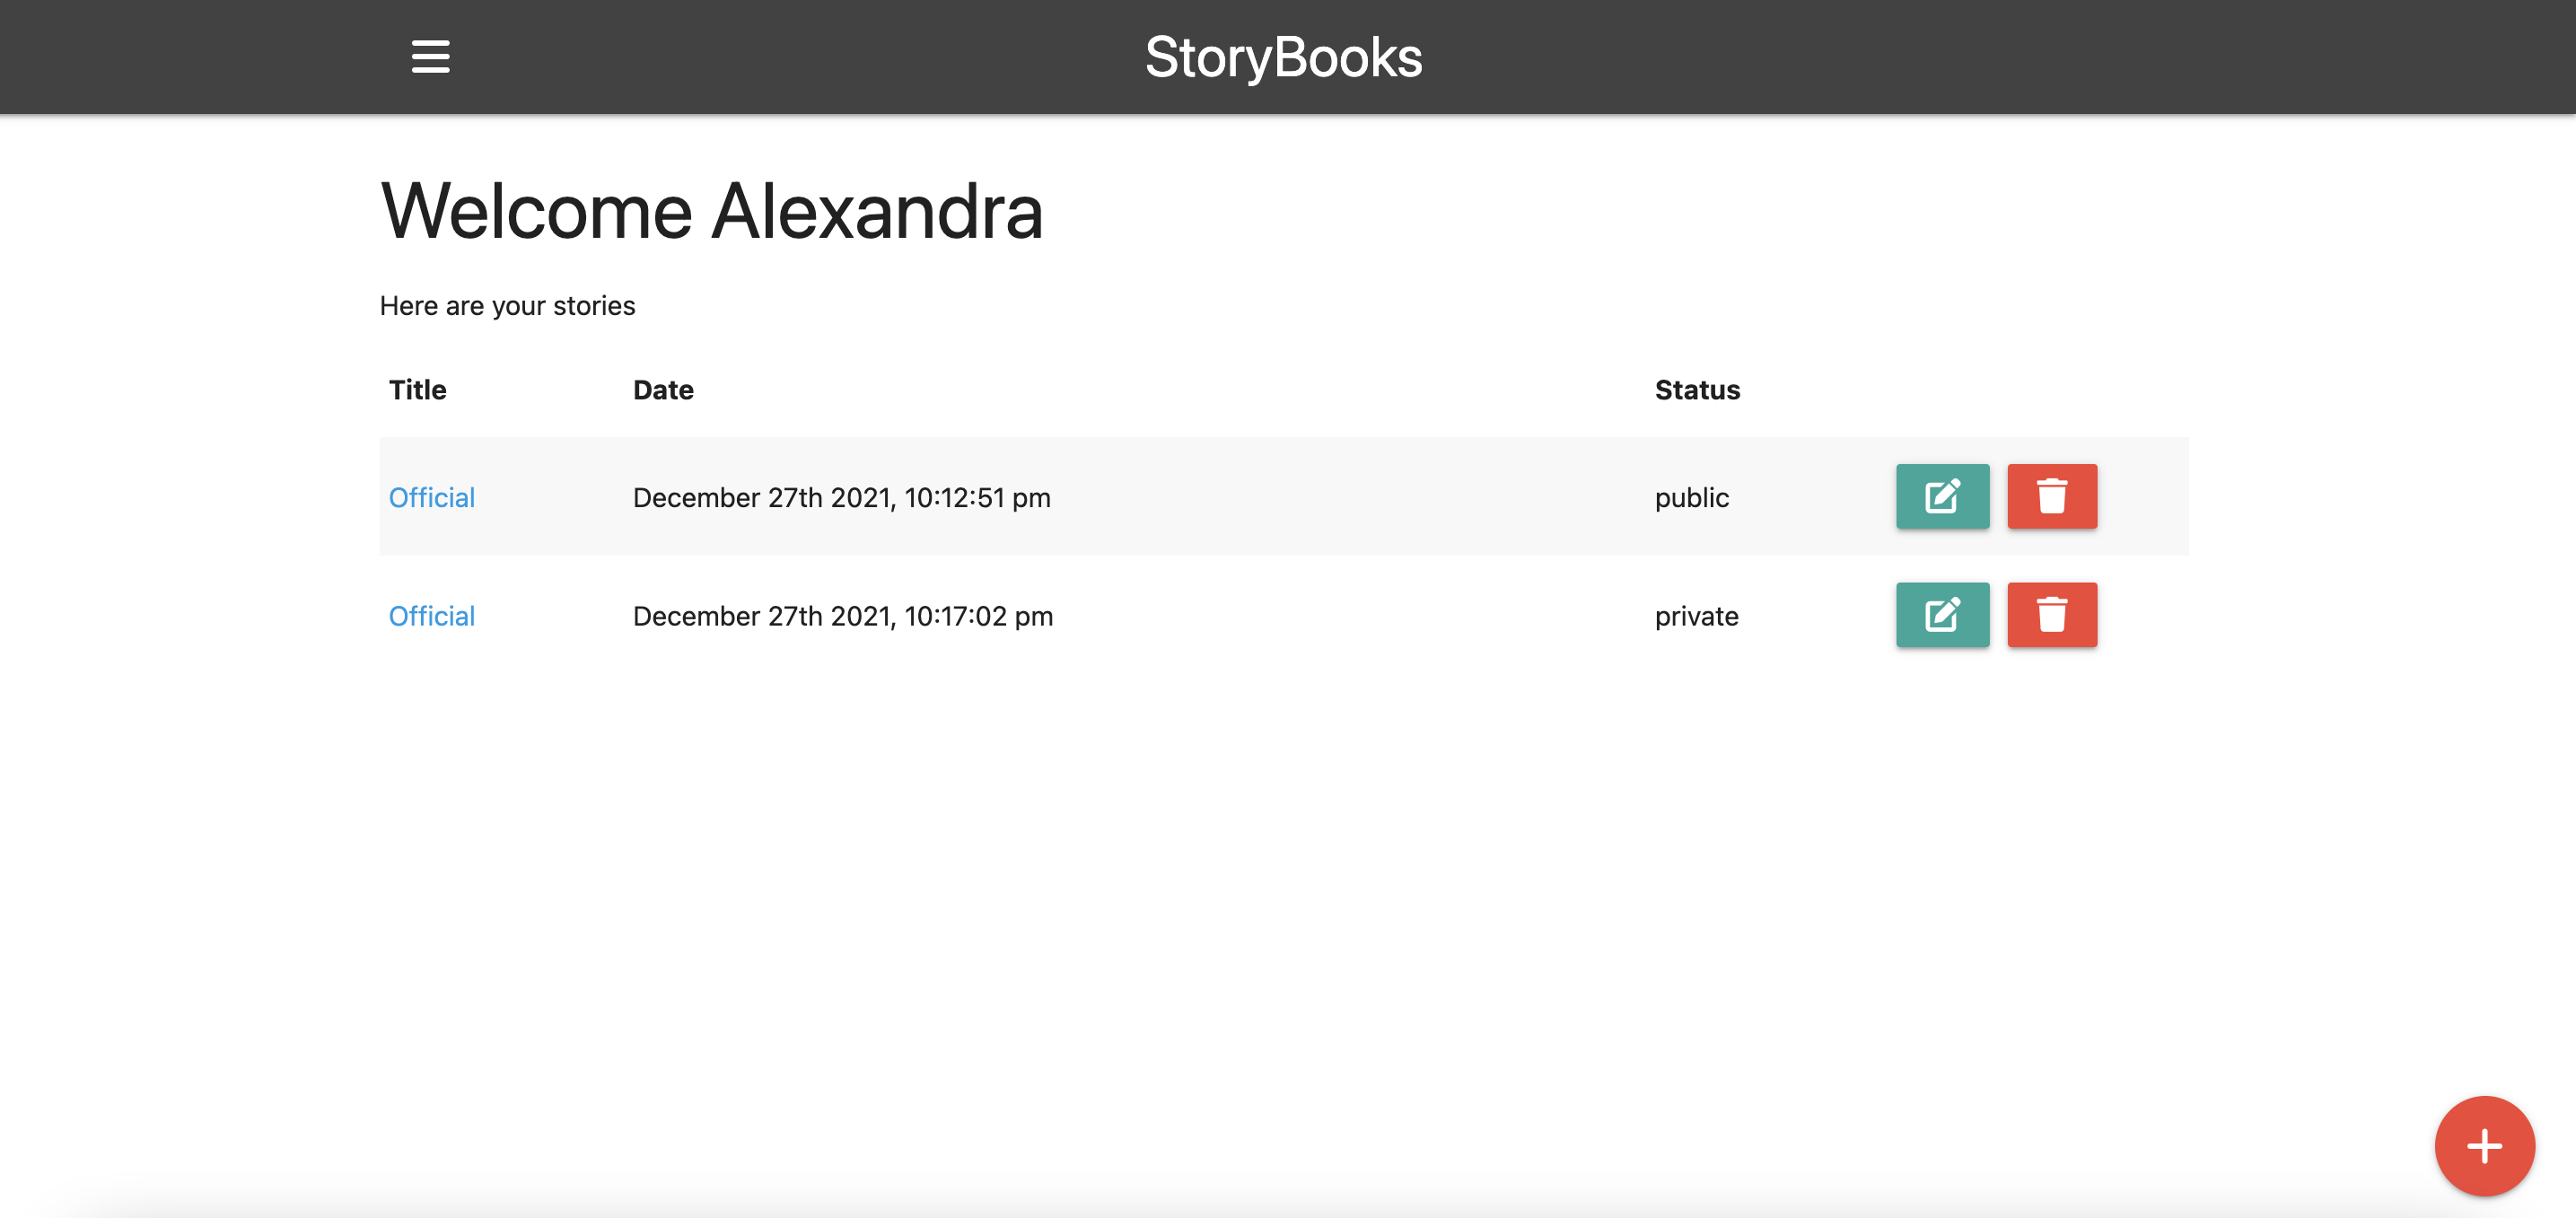 StoryBooks
Welcome Alexandra
Here are your stories
Title Date Status
Official December 27th 2021, 10:12:51 pm public
Official December 27th 2021, 10:17:02 pm private